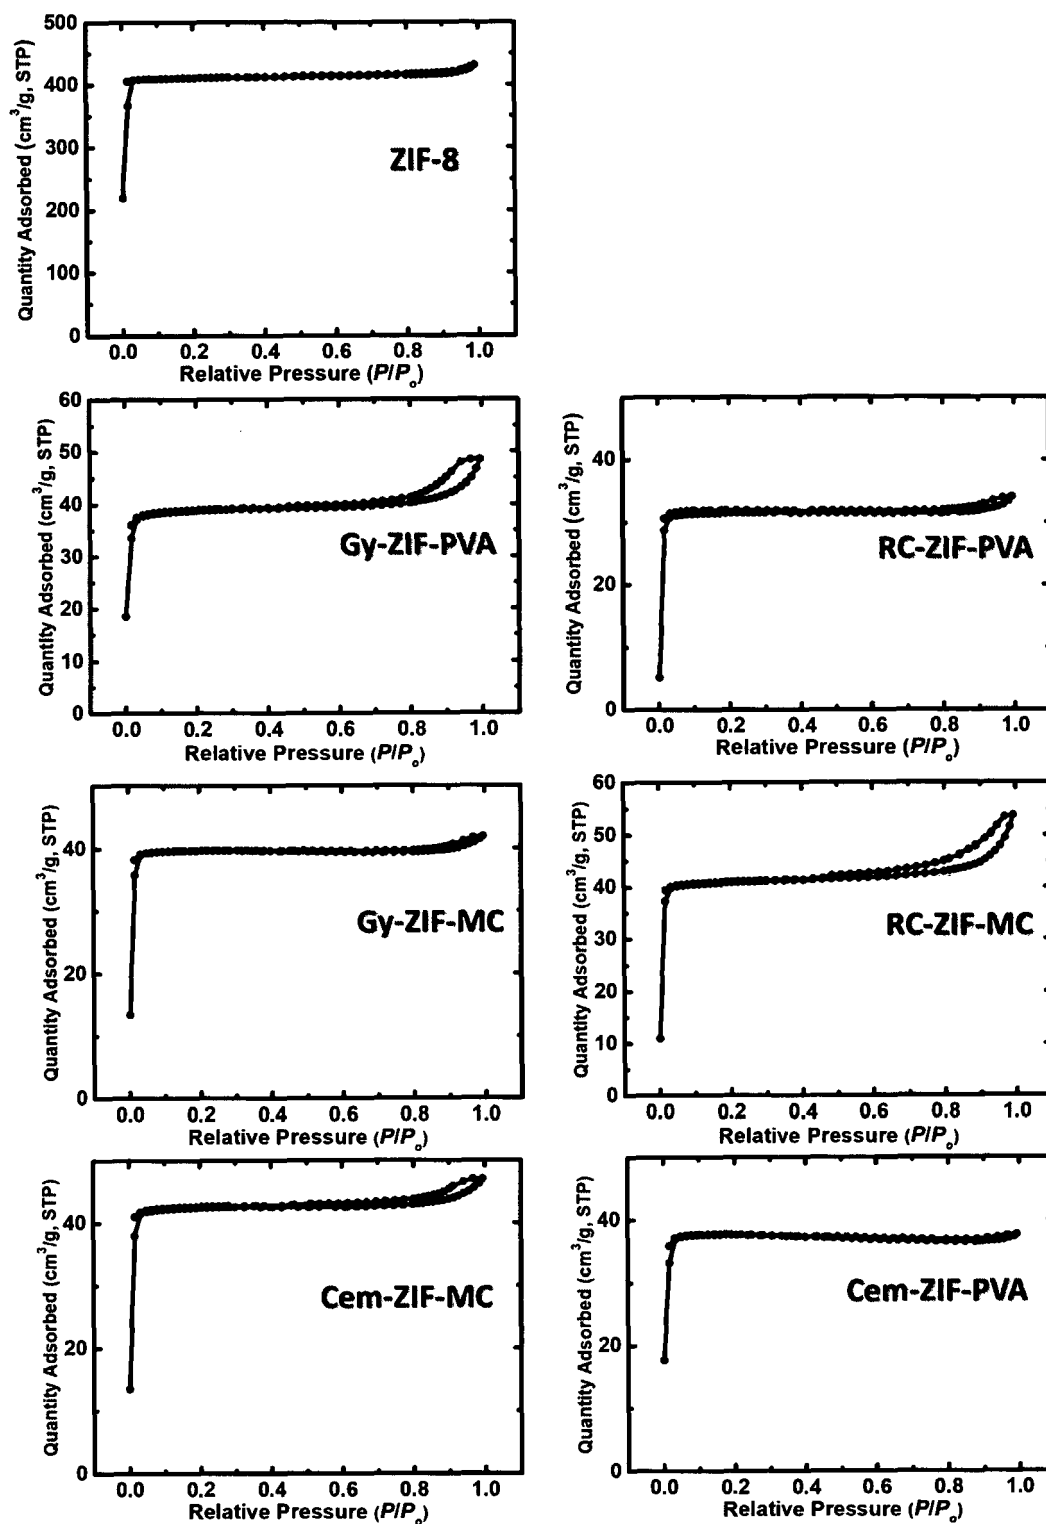 500
400
300
200
100
0
Quantity Adsorbed (cm³/g, STP)
ZIF-8
0.0 0.2 0.4 0.6 0.8 1.0
Relative Pressure (P/Pₒ)
60
50
40
30
20
10
0
Quantity Adsorbed (cm³/g, STP)
Gy-ZIF-PVA
0.0 0.2 0.4 0.6 0.8 1.0
Relative Pressure (P/Pₒ)
40
20
0
Quantity Adsorbed (cm³/g, STP)
RC-ZIF-PVA
0.0 0.2 0.4 0.6 0.8 1.0
Relative Pressure (P/Pₒ)
40
20
0
Quantity Adsorbed (cm³/g, STP)
Gy-ZIF-MC
0.0 0.2 0.4 0.6 0.8 1.0
Relative Pressure (P/Pₒ)
60
50
40
30
20
10
0
Quantity Adsorbed (cm³/g, STP)
RC-ZIF-MC
0.0 0.2 0.4 0.6 0.8 1.0
Relative Pressure (P/Pₒ)
40
20
0
Quantity Adsorbed (cm³/g, STP)
Cem-ZIF-MC
0.0 0.2 0.4 0.6 0.8 1.0
Relative Pressure (P/Pₒ)
40
20
0
Quantity Adsorbed (cm³/g, STP)
Cem-ZIF-PVA
0.0 0.2 0.4 0.6 0.8 1.0
Relative Pressure (P/Pₒ)